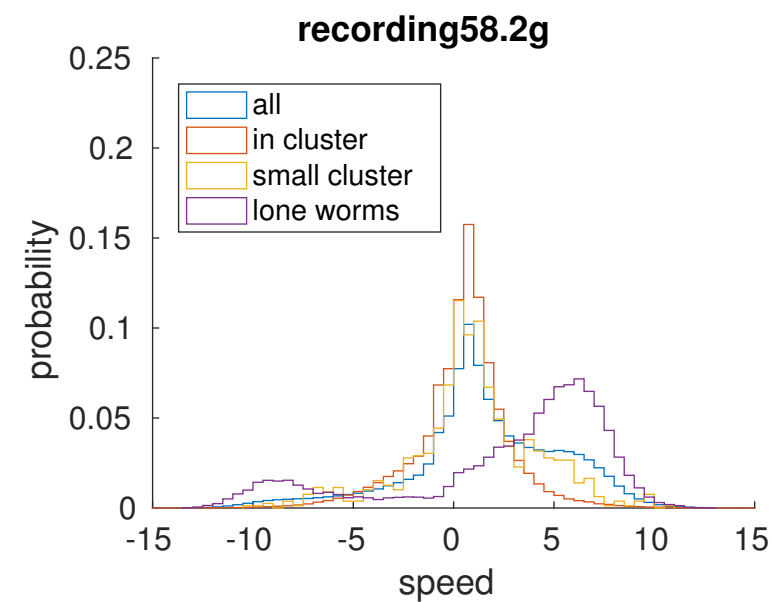 recording58.2g
0.25
0.2
0.15
0.1
0.05
0
probability
all
in cluster
small cluster
lone worms
-15 -10 -5 0 5 10 15
speed